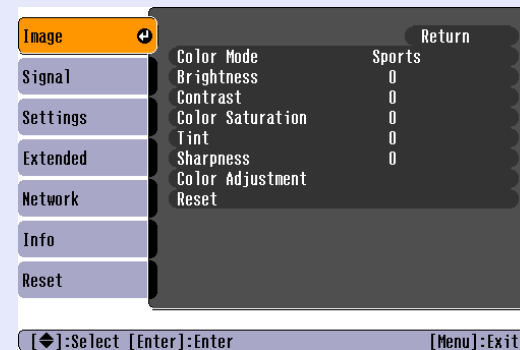 Image
Signal
Settings
Extended
Network
Info
Reset
Return
Color Mode Sports
Brightness 0
Contrast 0
Color Saturation 0
Tint 0
Sharpness 0
Color Adjustment
Reset
[◆]:Select [Enter]:Enter [Menu]:Exit